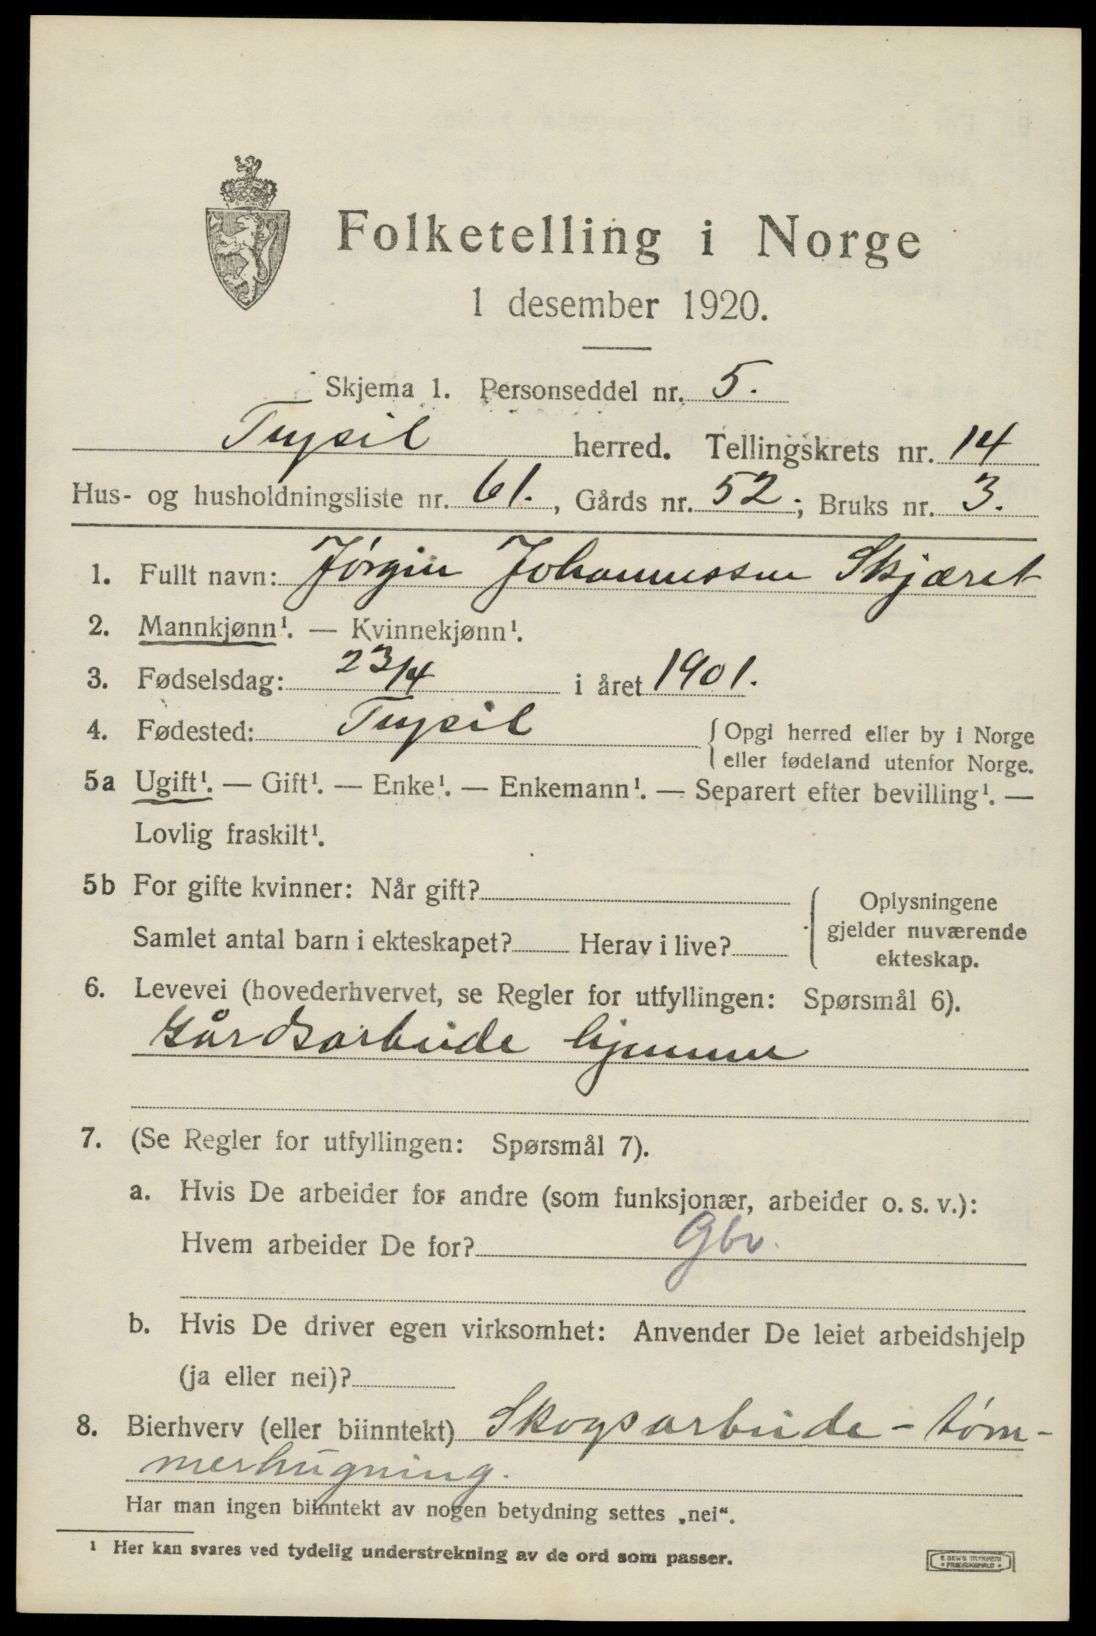 Folketelling i Norge
1 desember 1920.
Skjema 1. Personseddel nr. 5.
Trysil herred. Tellingskrets nr. 14
Hus- og husholdningsliste nr. 61., Gårds nr. 52; Bruks nr. 3.
1. Fullt navn: Jørgin Johannessen Skjæret
2. Mannkjønn¹. — Kvinnekjønn¹.
3. Fødselsdag: 23/4 i året 1901.
4. Fødested: Trysil { Opgi herred eller by i Norge
eller fødeland utenfor Norge.
5a Ugift¹. — Gift¹. — Enke¹. — Enkemann¹. — Separert efter bevilling¹. —
Lovlig fraskilt¹.
5b For gifte kvinner: Når gift?
Samlet antal barn i ekteskapet? Herav i live?
{ Oplysningene
gjelder nuværende
ekteskap.
6. Levevei (hovederhvervet, se Regler for utfyllingen: Spørsmål 6).
Gårdsarbeide hjemme
7. (Se Regler for utfyllingen: Spørsmål 7).
a. Hvis De arbeider for andre (som funksjonær, arbeider o. s. v.):
Hvem arbeider De for? Gbr.
b. Hvis De driver egen virksomhet: Anvender De leiet arbeidshjelp
(ja eller nei)?
8. Bierhverv (eller biinntekt) Skogsarbeide - tøm-
merhugning.
Har man ingen biinntekt av nogen betydning settes „nei“.
¹ Her kan svares ved tydelig understrekning av de ord som passer.